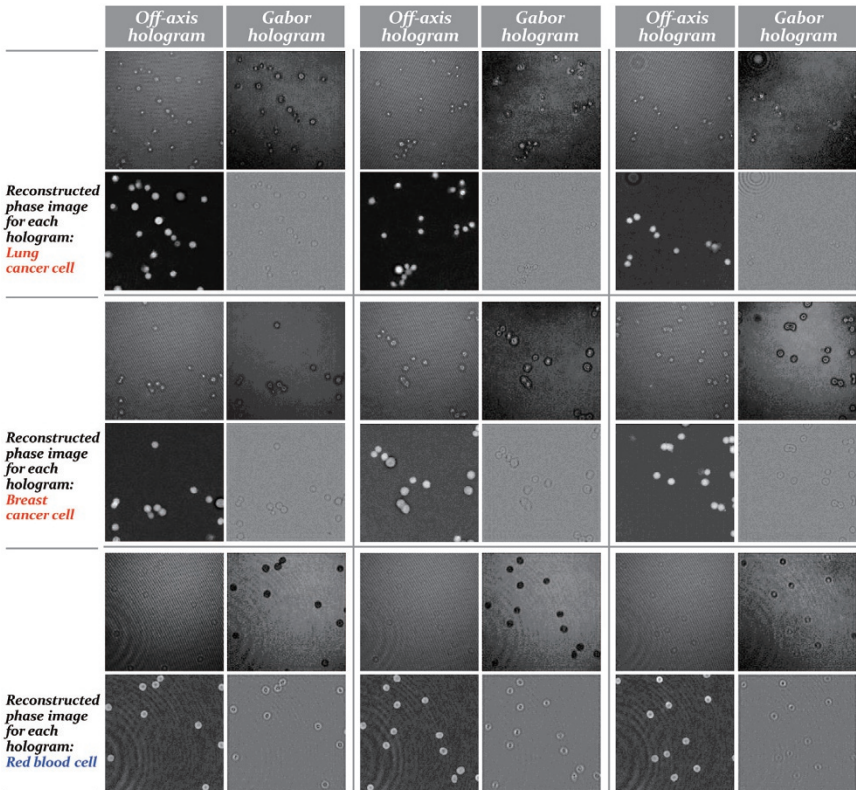 Off-axis
hologram
Gabor
hologram
Off-axis
hologram
Gabor
hologram
Off-axis
hologram
Gabor
hologram
Reconstructed
phase image
for each
hologram:
Lung
cancer cell
Reconstructed
phase image
for each
hologram:
Breast
cancer cell
Reconstructed
phase image
for each
hologram:
Red blood cell